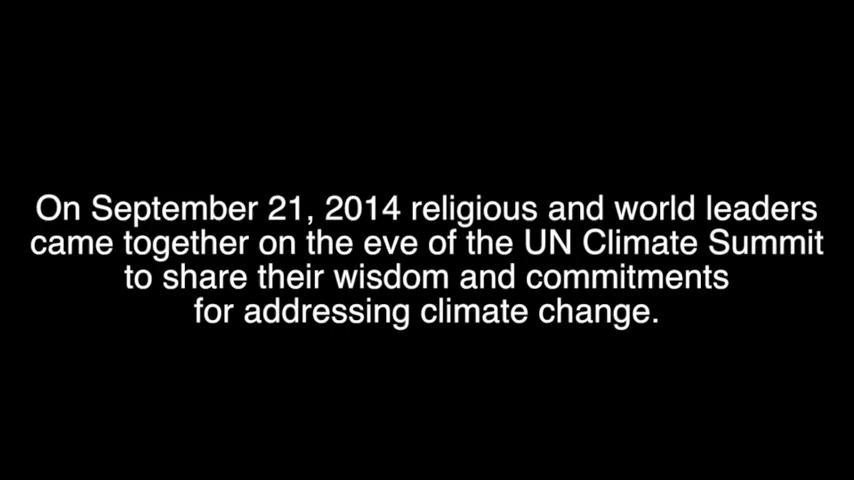 On September 21, 2014 religious and world leaders
came together on the eve of the UN Climate Summit
to share their wisdom and commitments
for addressing climate change.